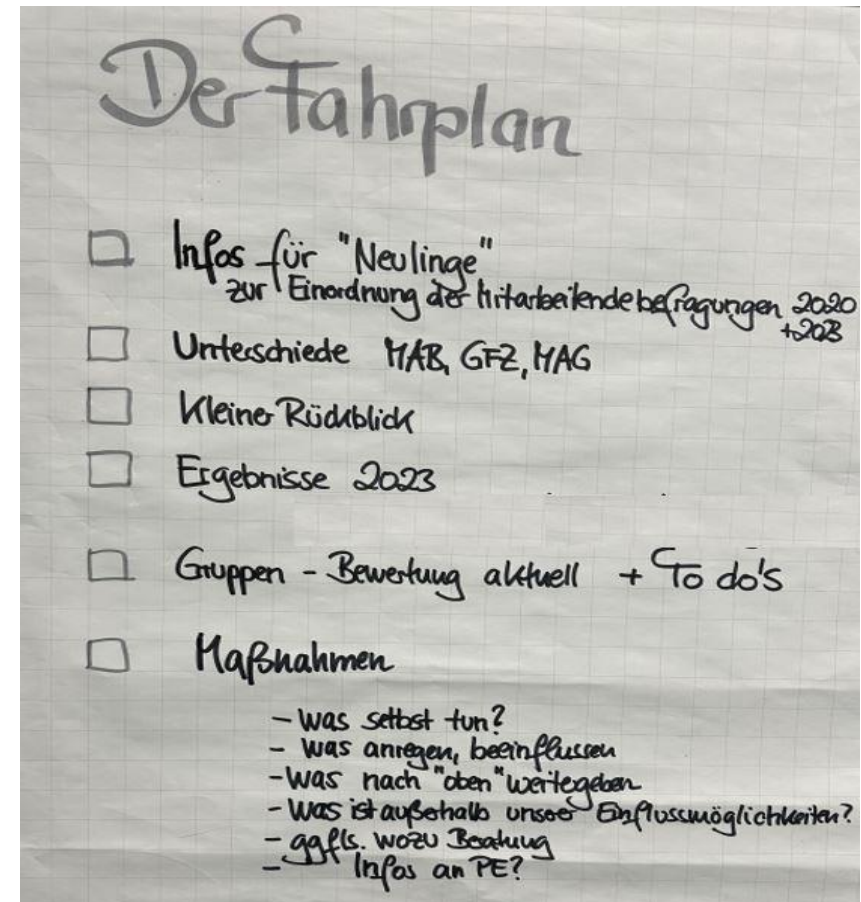 Der Fahrplan
Infos für "Neulinge"
zur Einordnung der Mitarbeitendebefragungen 2020
+2023
Unterschiede MAB, GFZ, MAG
Kleiner Rückblick
Ergebnisse 2023
Gruppen - Bewertung aktuell + To do's
Maßnahmen
- Was selbst tun?
- Was anregen, beeinflussen
- Was nach "oben" weitegeben
- Was ist außerhalb unser Einflussmöglichkeiten?
- ggfls. wozu Beratung
- Infos an PE?